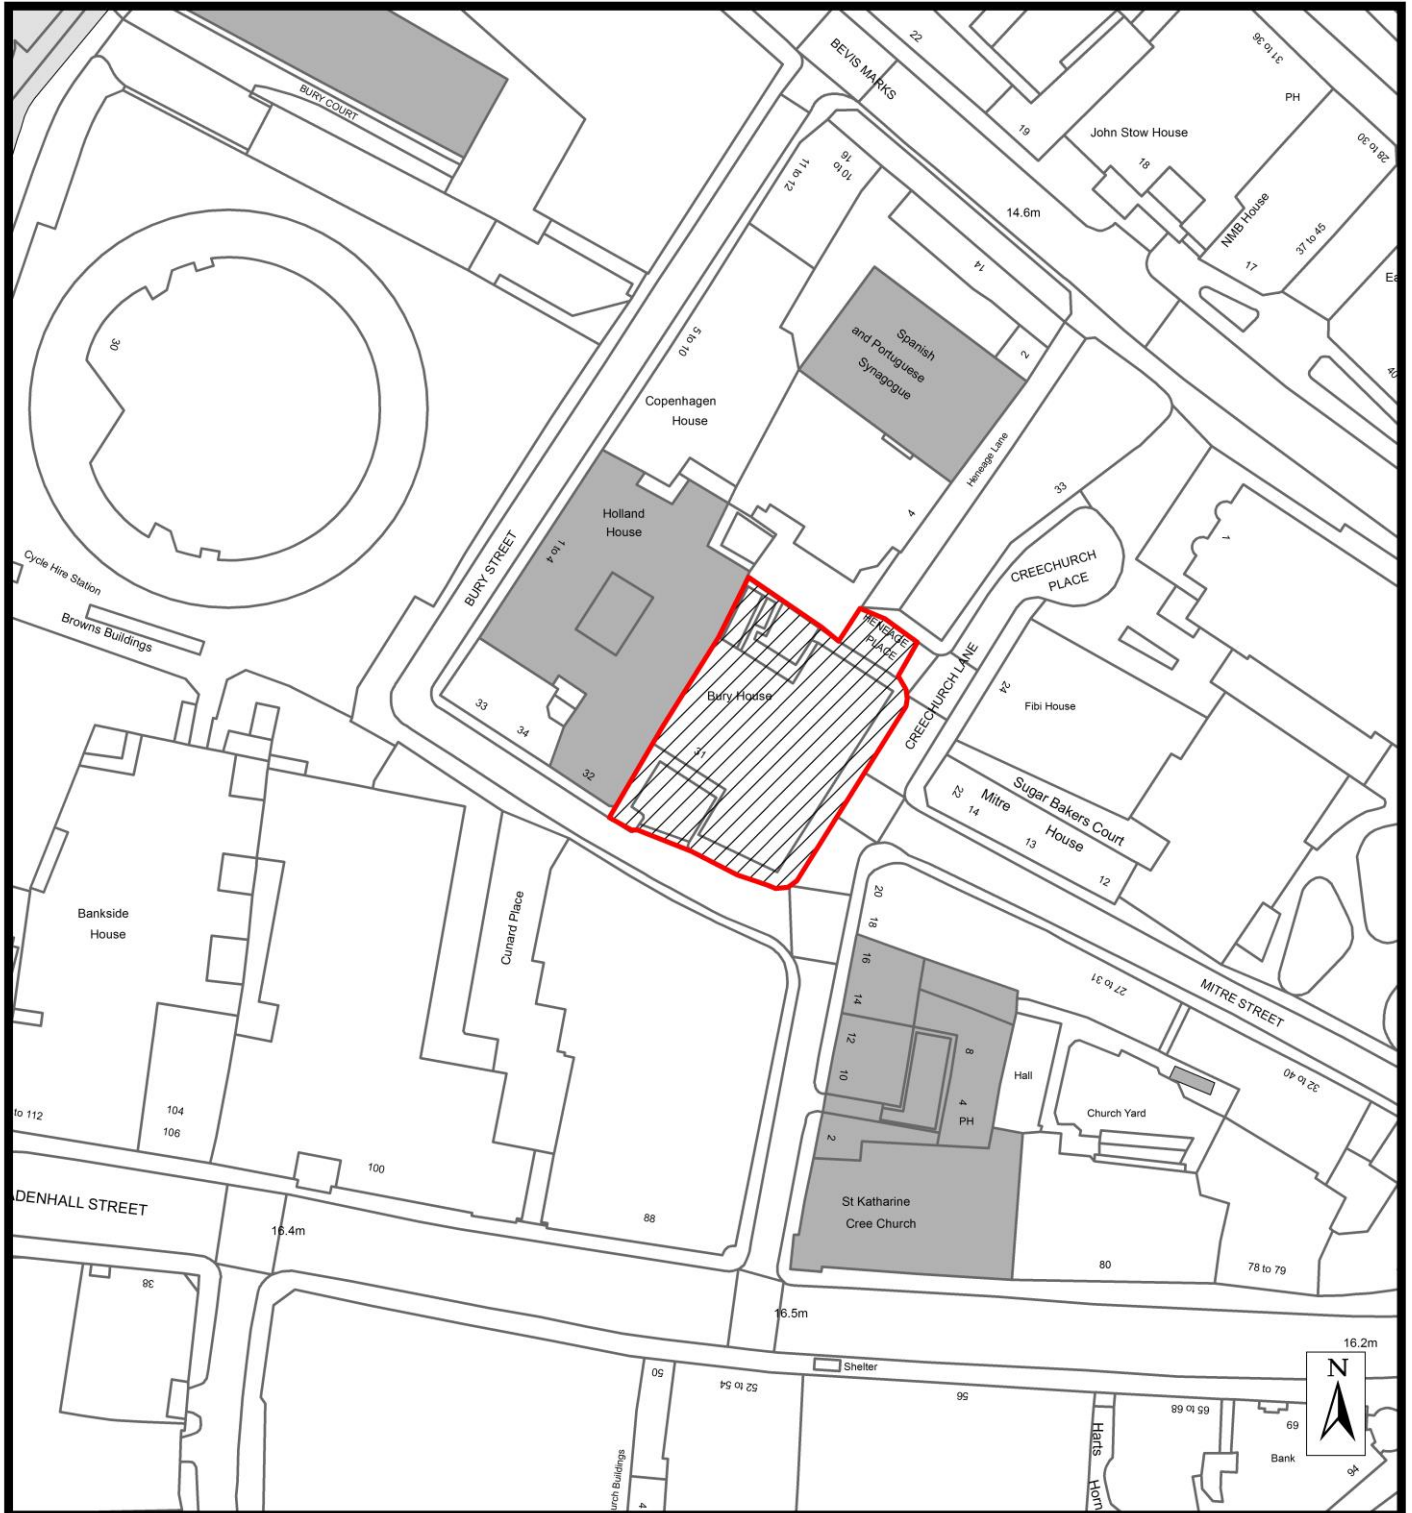 BURY COURT
BEVIS MARKS
22
31 to 36
PH
John Stow House
18
19
28 to 30
NMB House
17
37 to 45
14.6m
11 to 12
10 to 16
14
2
Spanish
and Portuguese
Synagogue
5 to 10
Copenhagen
House
30
Heneage Lane
33
4
Holland
House
1 to 4
BURY STREET
CREECHURCH
PLACE
1
40
Cycle Hire Station
Browns Buildings
HENEAGE
PLACE
Bury House
31
CREECHURCH LANE
24
Fibi House
33
34
32
Sugar Bakers Court
22
14
Mitre
House
13
12
Bankside
House
Cunard Place
20
18
16
14
12
10
8
4
PH
2
Hall
Church Yard
27 to 31
MITRE STREET
32 to 40
to 112
104
106
100
88
ADENHALL STREET
16.4m
St Katharine
Cree Church
80
78 to 79
16.5m
16.2m
38
Shelter
50
52 to 54
56
65 to 68
69
Bank
94
Harts
Horn
urch Buildings
4
N